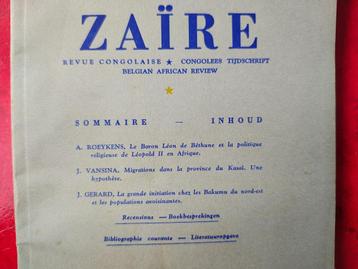 ZAÏRE
REVUE CONGOLAISE ★ CONGOLEES TIJDSCHRIFT
BELGIAN AFRICAN REVIEW
SOMMAIRE — INHOUD
A. ROEYKENS, Le Baron Léon de Béthune et la politique
religieuse de Léopold II en Afrique.
J. VANSINA, Migrations dans la province du Kasai. Une
hypothèse.
J. GERARD, La grande initiation chez les Bakumu du nord-est
et les populations avoisinantes.
Recensions — Boekbesprekingen
Bibliographie courante — Literatuuropgave